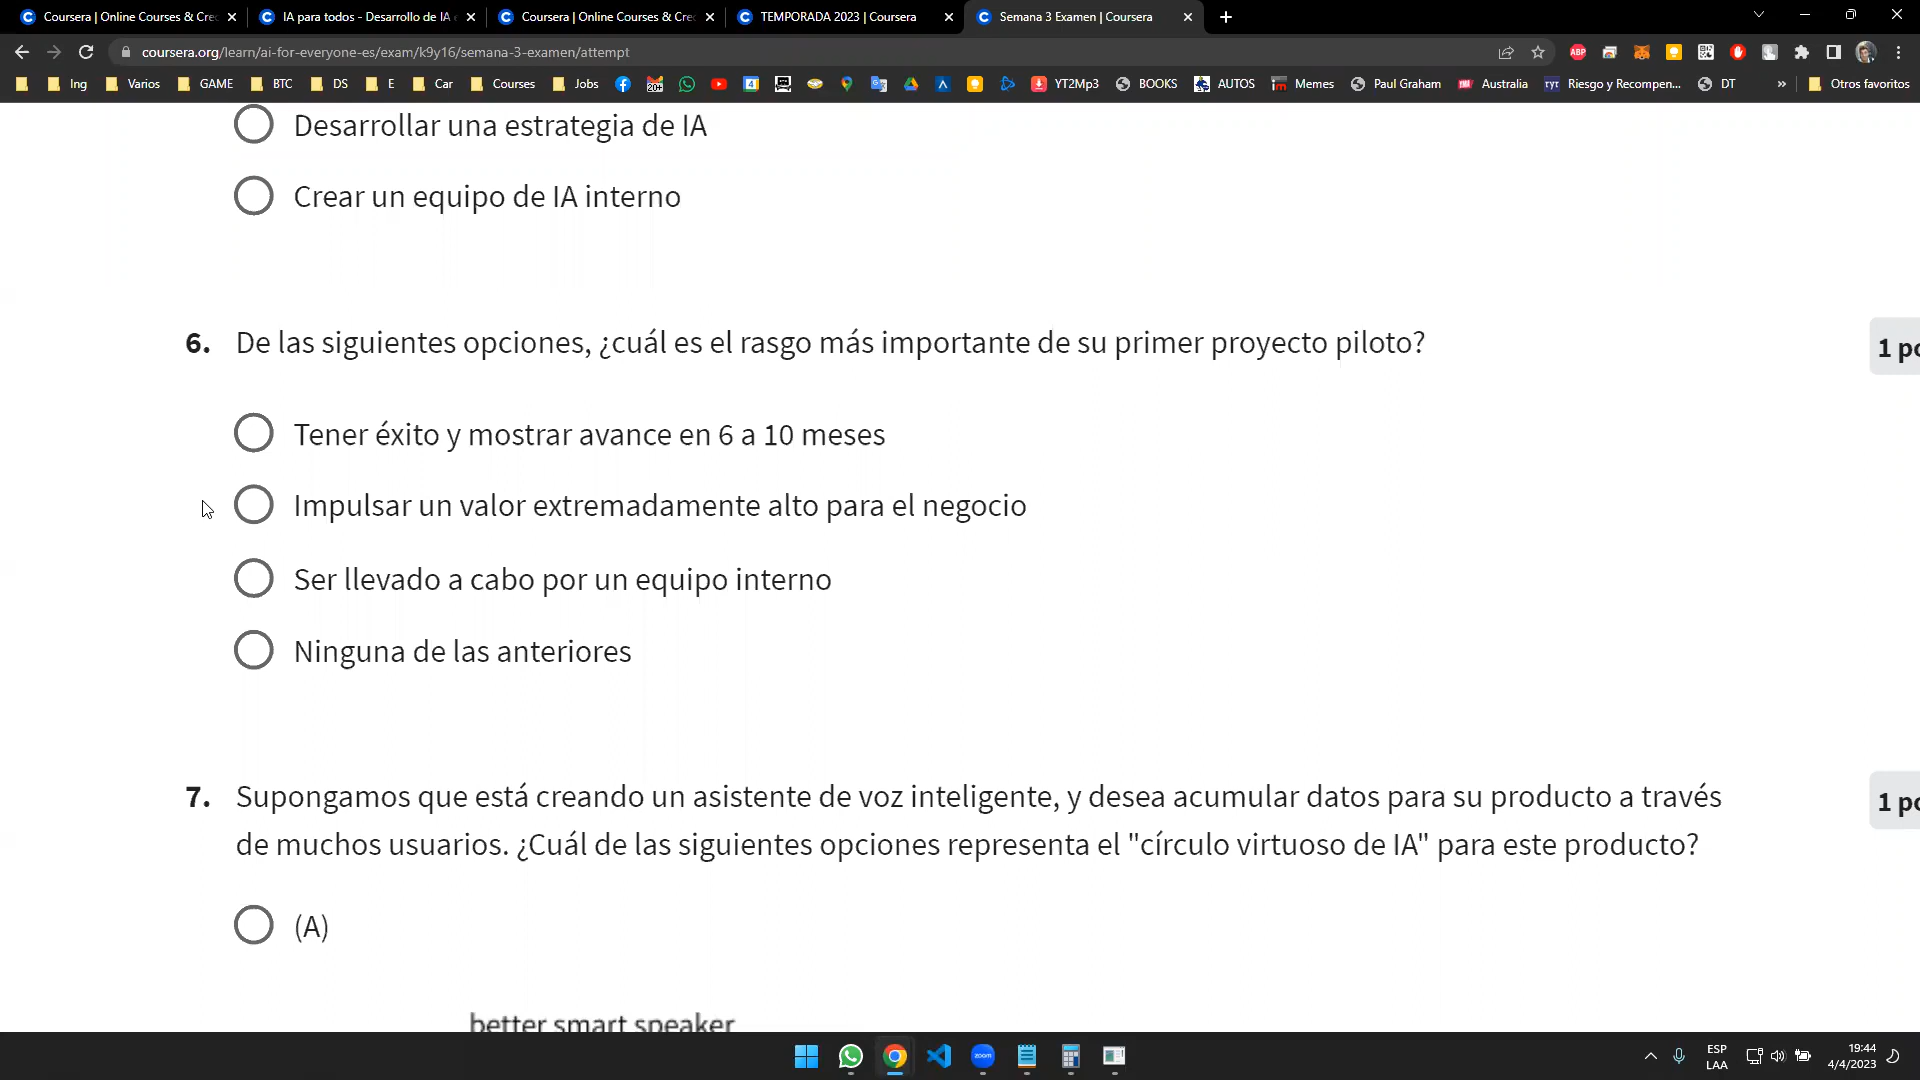 Coursera | Online Courses & Cre
IA para todos - Desarrollo de IA
Coursera | Online Courses & Cre
TEMPORADA 2023 | Coursera
Semana 3 Examen | Coursera
coursera.org/learn/ai-for-everyone-es/exam/k9y16/semana-3-examen/attempt
Ing
Varios
GAME
BTC
DS
E
Car
Courses
Jobs
YT2Mp3
BOOKS
AUTOS
Memes
Paul Graham
Australia
Riesgo y Recompen...
DT
»
Otros favoritos
Desarrollar una estrategia de IA
Crear un equipo de IA interno
6. De las siguientes opciones, ¿cuál es el rasgo más importante de su primer proyecto piloto?
1 po
Tener éxito y mostrar avance en 6 a 10 meses
Impulsar un valor extremadamente alto para el negocio
Ser llevado a cabo por un equipo interno
Ninguna de las anteriores
7. Supongamos que está creando un asistente de voz inteligente, y desea acumular datos para su producto a través
1 po
de muchos usuarios. ¿Cuál de las siguientes opciones representa el "círculo virtuoso de IA" para este producto?
(A)
better smart speaker
ESP
LAA
19:44
4/4/2023